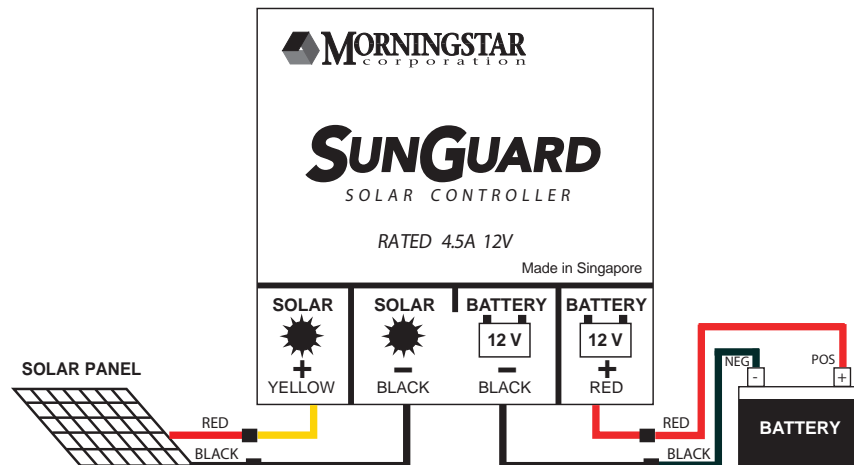 MORNINGSTAR
corporation
SUNGUARD
SOLAR CONTROLLER
RATED 4.5A 12V
Made in Singapore
SOLAR SOLAR BATTERY BATTERY
12 V 12 V
+ − − +
YELLOW BLACK BLACK RED
SOLAR PANEL
NEG POS
- +
RED RED
BATTERY
BLACK BLACK